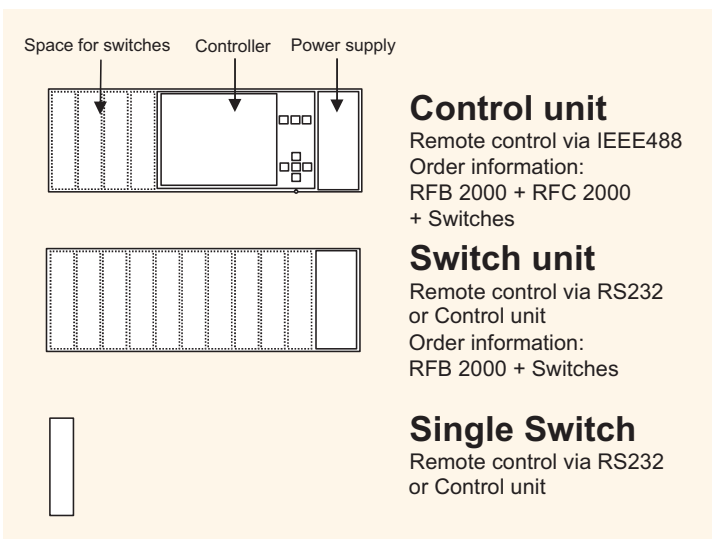 Space for switches
Controller
Power supply
Control unit
Remote control via IEEE488
Order information:
RFB 2000 + RFC 2000
+ Switches
Switch unit
Remote control via RS232
or Control unit
Order information:
RFB 2000 + Switches
Single Switch
Remote control via RS232
or Control unit